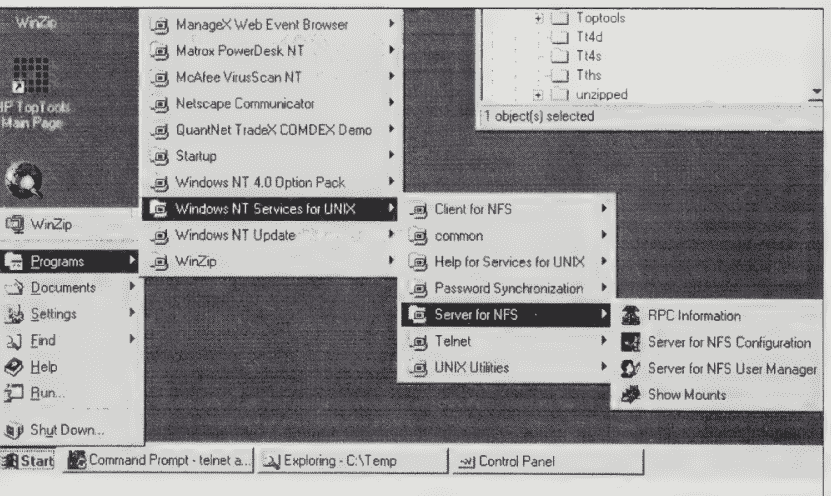 WinZip
HP TopTools
Main Page
WinZip
Programs
Documents
Settings
Find
Help
Run...
Shut Down...
ManageX Web Event Browser
Matrox PowerDesk NT
McAfee VirusScan NT
Netscape Communicator
QuantNet TradeX COMDEX Demo
Startup
Windows NT 4.0 Option Pack
Windows NT Services for UNIX
Windows NT Update
WinZip
Client for NFS
common
Help for Services for UNIX
Password Synchronization
Server for NFS
Telnet
UNIX Utilities
RPC Information
Server for NFS Configuration
Server for NFS User Manager
Show Mounts
Toptools
Tt4d
Tt4s
Tths
unzipped
1 object(s) selected
Start
Command Prompt - telnet a...
Exploring - C:\Temp
Control Panel